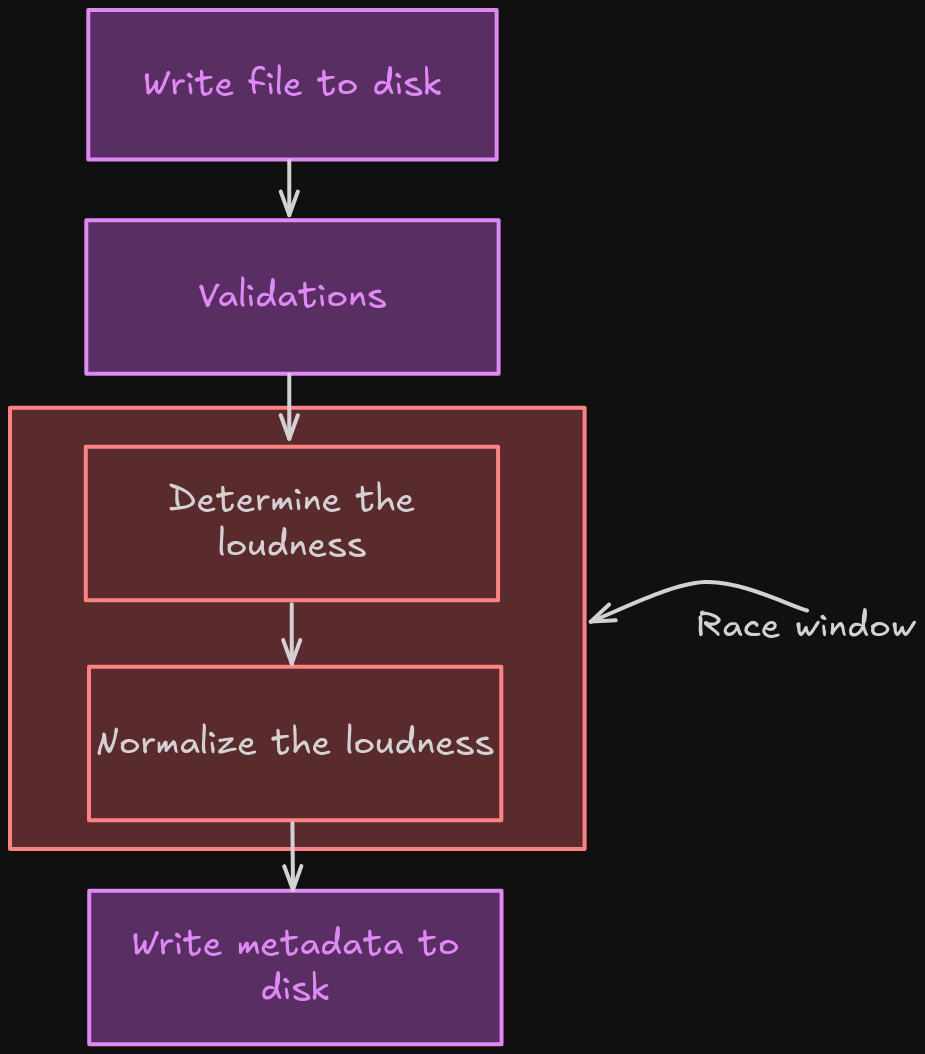 Write file to disk
Validations
Determine the
loudness
Race window
Normalize the loudness
Write metadata to
disk